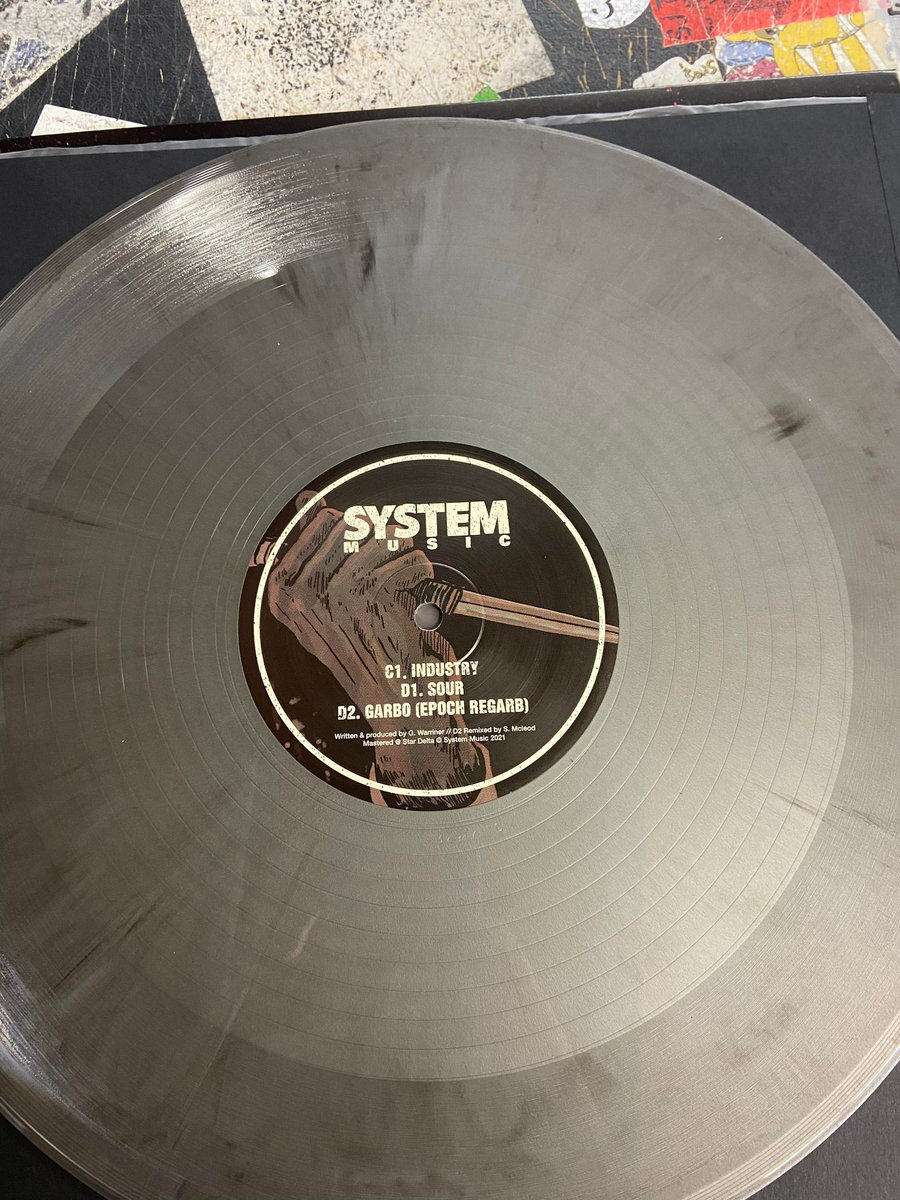 3
SYSTEM
MUSIC
C1. INDUSTRY
D1. SOUR
D2. GARBO (EPOCH REGARB)
Written & produced by G. Warriner // D2 Remixed by S. Mcleod
Mastered @ Star Delta © System Music 2021